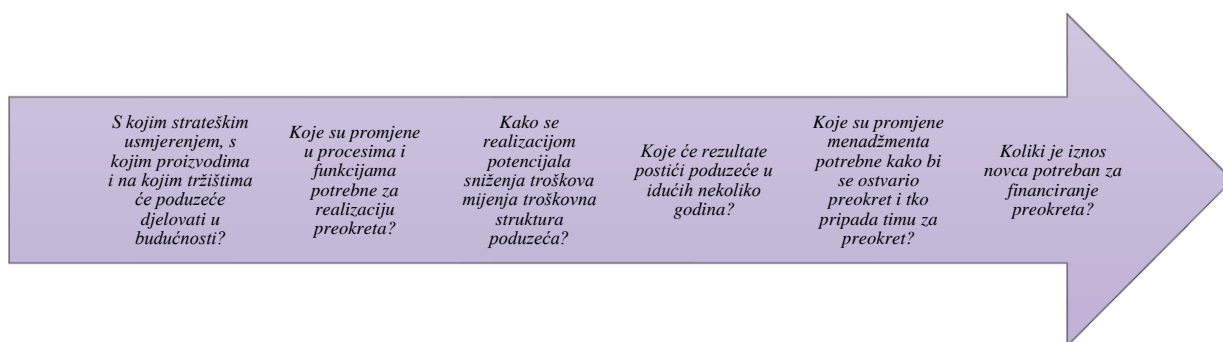 S kojim strateškim
usmjerenjem, s
kojim proizvodima
i na kojim tržištima
će poduzeće
djelovati u
budućnosti?
Koje su promjene
u procesima i
funkcijama
potrebne za
realizaciju
preokreta?
Kako se
realizacijom
potencijala
sniženja troškova
mijenja troškovna
struktura
poduzeća?
Koje će rezultate
postići poduzeće u
idućih nekoliko
godina?
Koje su promjene
menadžmenta
potrebne kako bi
se ostvario
preokret i tko
pripada timu za
preokret?
Koliki je iznos
novca potreban za
financiranje
preokreta?